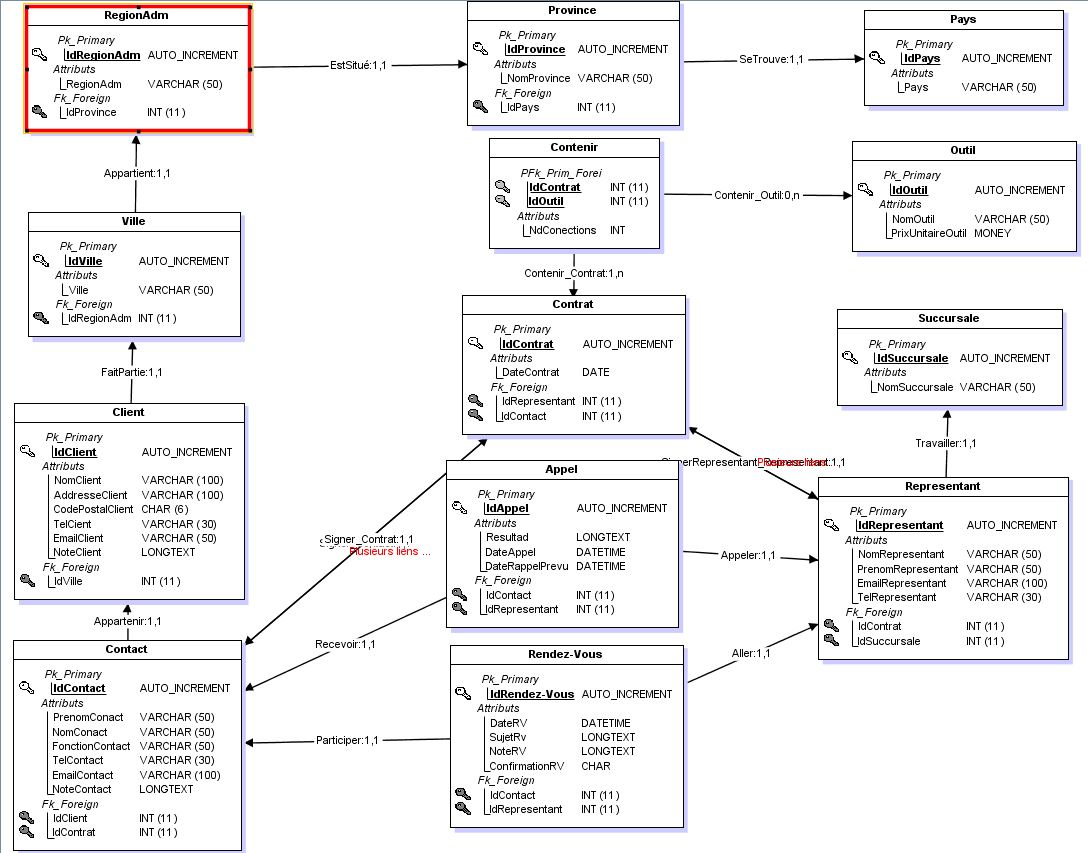 RegionAdm
Pk_Primary
IdRegionAdm AUTO_INCREMENT
Attributs
RegionAdm VARCHAR (50)
Fk_Foreign
IdProvince INT (11)
EstSitué:1,1
Province
Pk_Primary
IdProvince AUTO_INCREMENT
Attributs
NomProvince VARCHAR (50)
Fk_Foreign
IdPays INT (11)
SeTrouve:1,1
Pays
Pk_Primary
IdPays AUTO_INCREMENT
Attributs
Pays VARCHAR (50)
Appartient:1,1
Contenir
PFk_Prim_Forei
IdContrat INT (11)
IdOutil INT (11)
Attributs
NdConections INT
Contenir_Outil:0,n
Outil
Pk_Primary
IdOutil AUTO_INCREMENT
Attributs
NomOutil VARCHAR (50)
PrixUnitaireOutil MONEY
Ville
Pk_Primary
IdVille AUTO_INCREMENT
Attributs
Ville VARCHAR (50)
Fk_Foreign
IdRegionAdm INT (11)
Contenir_Contrat:1,n
Contrat
Pk_Primary
IdContrat AUTO_INCREMENT
Attributs
DateContrat DATE
Fk_Foreign
IdRepresentant INT (11)
IdContact INT (11)
Succursale
Pk_Primary
IdSuccursale AUTO_INCREMENT
Attributs
NomSuccursale VARCHAR (50)
FaitPartie:1,1
Travailler:1,1
Client
Pk_Primary
IdClient AUTO_INCREMENT
Attributs
NomClient VARCHAR (100)
AddresseClient VARCHAR (100)
CodePostalClient CHAR (6)
TelCient VARCHAR (30)
EmailClient VARCHAR (50)
NoteClient LONGTEXT
Fk_Foreign
IdVille INT (11)
Signer_Contrat:1,1
Plusieurs liens ...
Appel
Pk_Primary
IdAppel AUTO_INCREMENT
Attributs
Resultad LONGTEXT
DateAppel DATETIME
DateRappelPrevu DATETIME
Fk_Foreign
IdContact INT (11)
IdRepresentant INT (11)
Appeler:1,1
Representant
Pk_Primary
IdRepresentant AUTO_INCREMENT
Attributs
NomRepresentant VARCHAR (50)
PrenomRepresentant VARCHAR (50)
EmailRepresentant VARCHAR (100)
TelRepresentant VARCHAR (30)
Fk_Foreign
IdContrat INT (11)
IdSuccursale INT (11)
Appartenir:1,1
Recevoir:1,1
Aller:1,1
Contact
Pk_Primary
IdContact AUTO_INCREMENT
Attributs
PrenomConact VARCHAR (50)
NomConact VARCHAR (50)
FonctionContact VARCHAR (50)
TelContact VARCHAR (30)
EmailContact VARCHAR (100)
NoteContact LONGTEXT
Fk_Foreign
IdClient INT (11)
IdContrat INT (11)
Participer:1,1
Rendez-Vous
Pk_Primary
IdRendez-Vous AUTO_INCREMENT
Attributs
DateRV DATETIME
SujetRv LONGTEXT
NoteRv LONGTEXT
ConfirmationRV CHAR
Fk_Foreign
IdContact INT (11)
IdRepresentant INT (11)